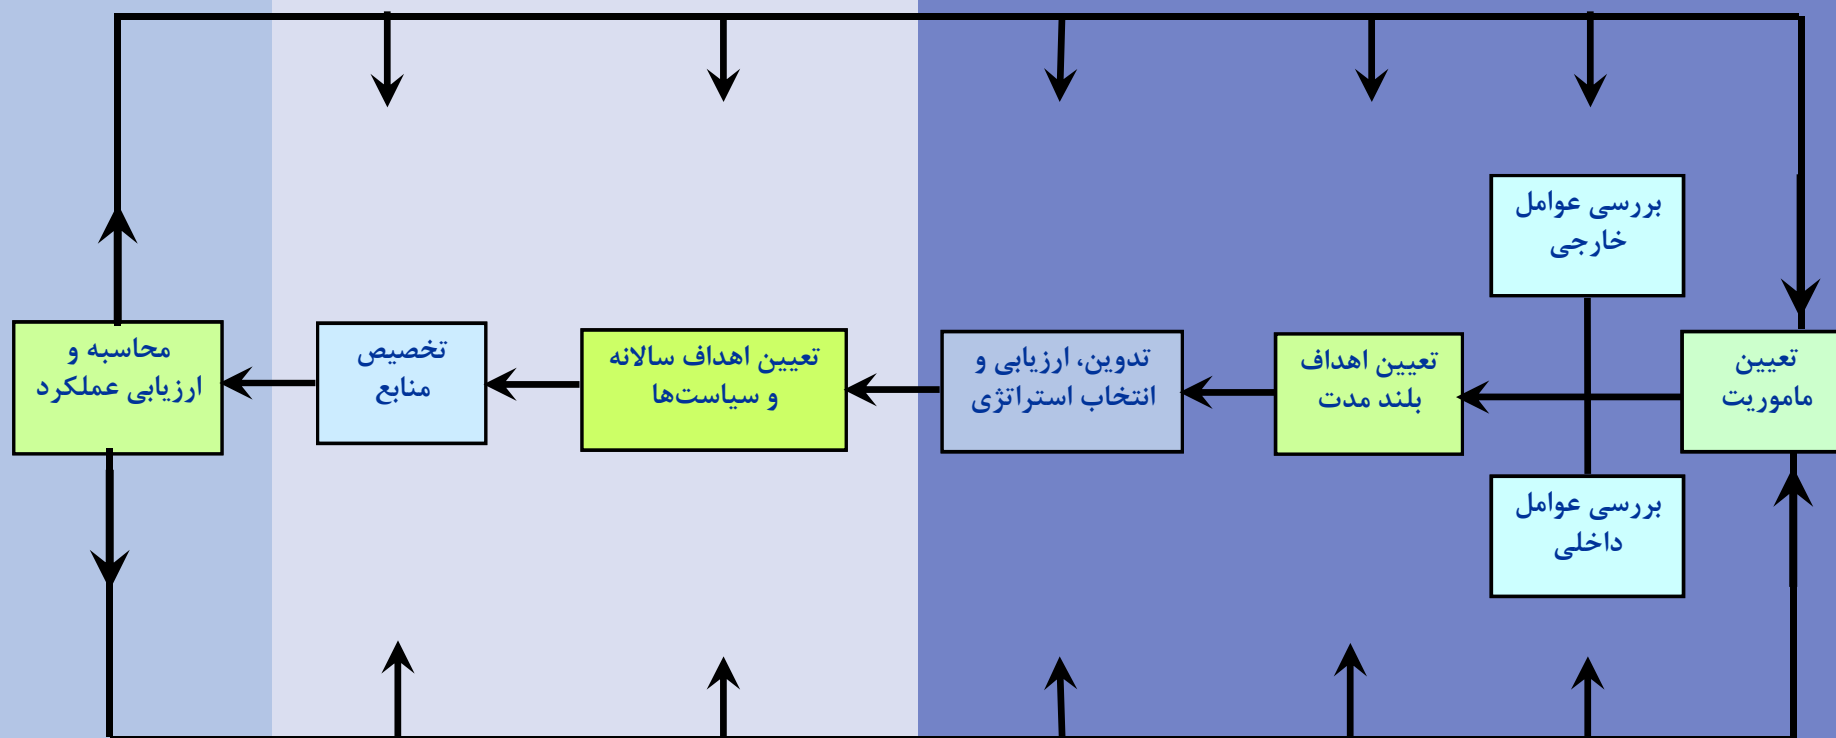 تعیین
ماموریت
بررسی عوامل
خارجی
بررسی عوامل
داخلی
تعیین اهداف
بلند مدت
تدوین، ارزیابی و
انتخاب استراتژی
تعیین اهداف سالانه
و سیاست‌ها
تخصیص
منابع
محاسبه و
ارزیابی عملکرد